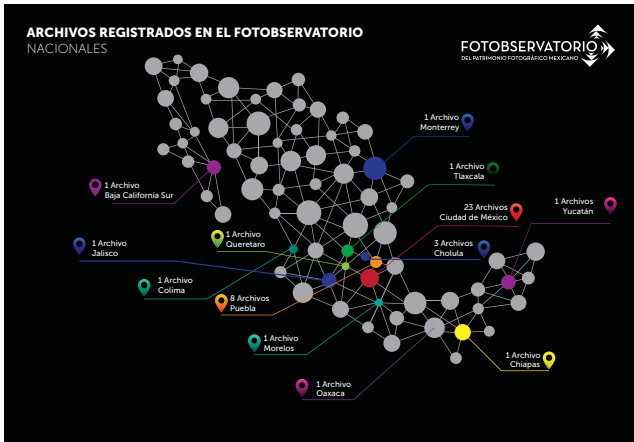 ARCHIVOS REGISTRADOS EN EL FOTOBSERVATORIO
NACIONALES
FOTOBSERVATORIO
DEL PATRIMONIO FOTOGRÁFICO MEXICANO
1 Archivo
Monterrey
1 Archivo
Tlaxcala
1 Archivo
Baja California Sur
23 Archivos
Ciudad de México
1 Archivos
Yucatán
1 Archivo
Jalisco
1 Archivo
Queretaro
3 Archivos
Cholula
1 Archivo
Colima
8 Archivos
Puebla
1 Archivo
Morelos
1 Archivo
Chiapas
1 Archivo
Oaxaca